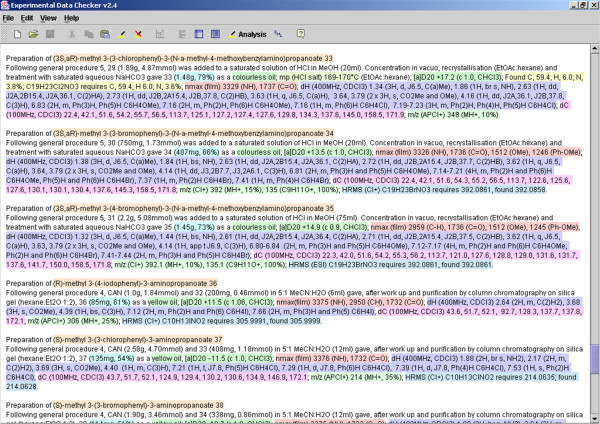 Experimental Data Checker v2.4
File Edit View Help
Analysis
Preparation of (3S,aR)-methyl 3-(3-chlorophenyl)-3-(N-a-methyl-4-methoxybenzylamino)propanoate 33
Following general procedure 5, 29 (1.89g, 4.87mmol) was added to a saturated solution of HCl in MeOH (20ml). Concentration in vacuo, recrystallisation (EtOAc:hexane) and
treatment with saturated aqueous NaHCO3 gave 33 (1.48g, 79%) as a colourless oil; mp (HCl salt) 169-170°C (EtOAc:hexane); [a]D20 +17.2 (c 1.0, CHCl3); Found C, 59.4; H, 6.0; N,
3.8%; C19H23Cl2NO3 requires C, 59.4; H, 6.0; N, 3.6%; nmax(film) 3329 (NH), 1737 (C=O); dH (400MHz, CDCl3) 1.34 (3H, d, J6.5, C(a)Me), 1.86 (1H, br s, NH), 2.63 (1H, dd,
J2A,2B15.4, J2A,36.1, C(2)HA), 2.73 (1H, dd, J2B,2A15.4, J2B,37.8, C(2)HB), 3.63 (1H, q, J6.5, C(a)H), 3.64, 3.79 (2 x 3H, s, CO2Me and OMe), 4.16 (1H, dd, J2A,36.1, J2B,37.8,
C(3)H), 6.83 (2H, m, Ph(3)H, Ph(5)H C6H4OMe), 7.16 (2H, m, Ph(2)H, Ph(6)H C6H4OMe), 7.16 (1H, m, Ph(6)H C6H4Cl), 7.19-7.23 (3H, m, Ph(2)H, Ph(4)H, Ph(5)H C6H4Cl); dC
(100MHz, CDCl3) 22.4, 42.1, 51.6, 54.2, 55.7, 56.5, 113.7, 125.1, 127.2, 127.4, 127.6, 129.8, 134.3, 137.6, 145.0, 158.5, 171.9; m/z (APCI+) 348 (MH+, 10%).
Preparation of (3S,aR)-methyl 3-(3-bromophenyl)-3-(N-a-methyl-4-methoxybenzylamino)propanoate 34
Following general procedure 5, 30 (750mg, 1.73mmol) was added to a saturated solution of HCl in MeOH (20ml). Concentration in vacuo, recrystallisation (EtOAc:hexane) and
treatment with saturated aqueous NaHCO3 gave 34 (487mg, 66%) as a colourless oil; [a]D20 +13.5 (c 1.0, CHCl3); nmax(film) 3326 (NH), 1736 (C=O), 1512 (OMe), 1246 (Ph-OMe);
dH (400MHz, CDCl3) 1.38 (3H, d, J6.5, C(a)Me), 1.84 (1H, bs, NH), 2.63 (1H, dd, J2A,2B15.4, J2A,36.1, C(2)HA), 2.72 (1H, dd, J2B,2A15.4, J2B,37.7, C(2)HB), 3.62 (1H, q, J6.5,
C(a)H), 3.64, 3.79 (2 x 3H, s, CO2Me and OMe), 4.14 (1H, dd, J3,2B7.7, J3,2A6.1, C(3)H), 6.81 (2H, m, Ph(3)H and Ph(5)H C6H4OMe), 7.14-7.21 (4H, m, Ph(2)H and Ph(6)H
C6H4OMe, Ph(5)H and Ph(6)H C6H4Br), 7.37 (1H, m, Ph(2)H C6H4Br), 7.41 (1H, m, Ph(4)H C6H4Br); dC (100MHz, CDCl3) 22.4, 42.1, 51.6, 54.3, 55.2, 56.5, 113.7, 122.6, 125.6,
127.6, 130.1, 130.1, 130.4, 137.6, 145.3, 158.5, 171.8; m/z (CI+) 392 (MH+, 15%), 135 (C9H11O+, 100%); HRMS (CI+) C19H23BrNO3 requires 392.0861, found 392.0858.
Preparation of (3S,aR)-methyl 3-(4-bromophenyl)-3-(N-a-methyl-4-methoxybenzylamino)propanoate 35
Following general procedure 5, 31 (2.2g, 5.08mmol) was added to a saturated solution of HCl in MeOH (75ml). Concentration in vacuo, recrystallisation (EtOAc:hexane) and
treatment with saturated aqueous NaHCO3 gave 35 (1.45g, 73%) as a colourless oil; [a]D20 +14.9 (c 0.9, CHCl3); nmax (film) 2959 (C-H), 1736 (C=O), 1512 (OMe), 1245 (Ph-OMe);
dH (400MHz, CDCl3) 1.32 (3H, d, J6.5, C(a)Me), 1.44 (1H, br s, NH), 2.61 (1H, dd, J2A,2B15.4, J2A,36.4, C(2)HA), 2.71 (1H, dd, J2B,2A15.4, J2B,37.5, C(2)HB), 3.62 (1H, q, J6.5,
C(a)H), 3.63, 3.79 (2 x 3H, s, CO2Me and OMe), 4.14 (1H, app t J6.9, C(3)H), 6.80-6.84 (2H, m, Ph(3)H and Ph(5)H C6H4OMe), 7.12-7.17 (4H, m, Ph(2)H and Ph(6)H C6H4OMe,
Ph(2)H and Ph(6)H C6H4Br), 7.41-7.44 (2H, m, Ph(3)H and Ph(5)H C6H4Br); dC (100MHz, CDCl3) 22.3, 42.0, 51.6, 54.2, 55.3, 56.2, 113.7, 121.0, 127.6, 128.8, 129.0, 131.6, 131.7,
137.6, 141.7, 150.0, 158.5, 171.8; m/z (CI+) 392.1 (MH+, 10%), 135.1 (C9H11O+, 100%); HRMS (ESI) C19H23BrNO3 requires 392.0861, found 392.0861.
Preparation of (R)-methyl 3-(4-iodophenyl)-3-aminopropanoate 36
Following general procedure 4, CAN (1.0g, 1.84mmol) and 32 (200mg, 0.46mmol) in 5:1 MeCN:H2O (6ml) gave, after work up and purification by column chromatography on silica
gel (hexane:Et2O 1:2), 36 (85mg, 61%) as a yellow oil; [a]D20 +11.5 (c 1.06, CHCl3); nmax(film) 3375 (NH), 2950 (CH), 1732 (C=O); dH (400MHz, CDCl3) 2.64 (2H, m, C(2)H2), 3.68
(3H, s, CO2Me), 4.39 (1H, bs, C(3)H), 7.12 (2H, m, Ph(2)H, Ph(6)H C6H4I), 7.66 (2H, m, Ph(3)H, Ph(5)H C6H4I); dC (100MHz, CDCl3) 43.6, 51.7, 52.1, 92.7, 128.3, 137.7, 137.8,
172.1; m/z (APCI+) 306 (MH+, 25%); HRMS (CI+) C10H13INO2 requires 305.9991, found 305.9999.
Preparation of (S)-methyl 3-(3-chlorophenyl)-3-aminopropanoate 37
Following general procedure 4, CAN (2.58g, 4.70mmol) and 32 (408mg, 1.18mmol) in 5:1 MeCN:H2O (12ml) gave, after work up and purification by column chromatography on silica
gel (hexane:Et2O 1:2), 37 (135mg, 54%) as a yellow oil; [a]D20 -11.5 (c 1.0, CHCl3); nmax(film) 3376 (NH), 1732 (C=O); dH (400MHz, CDCl3) 1.88 (2H, br s, NH2), 2.17 (2H, m,
C(2)H2), 3.69 (3H, s, CO2Me), 4.40 (1H, m, C(3)H), 7.21 (1H, t, J7.8, Ph(5)H C6H4Cl), 7.29 (1H, d, J7.8, Ph(6)H C6H4Cl), 7.39 (1H, d, J7.8, Ph(4)H C6H4Cl), 7.53 (1H, s, Ph(2)H
C6H4Cl); dC (100MHz, CDCl3) 43.7, 51.7, 52.1, 124.9, 129.4, 130.2, 130.6, 134.9, 146.9, 172.1; m/z (APCI+) 214 (MH+, 35%); HRMS (CI+) C10H13ClNO2 requires 214.0635, found
214.0628.
Preparation of (S)-methyl 3-(3-bromophenyl)-3-aminopropanoate 38
Following general procedure 4, CAN (1.90g, 3.46mmol) and 34 (338mg, 0.86mmol) in 5:1 MeCN:H2O (12ml) gave, after work up and purification by column chromatography on silica